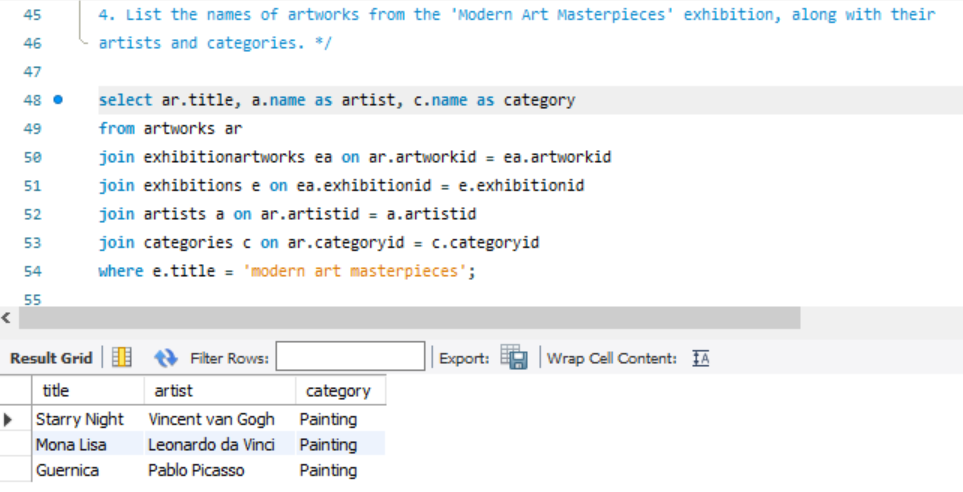 45 4. List the names of artworks from the 'Modern Art Masterpieces' exhibition, along with their
46 artists and categories. */
47
48 select ar.title, a.name as artist, c.name as category
49 from artworks ar
50 join exhibitionartworks ea on ar.artworkid = ea.artworkid
51 join exhibitions e on ea.exhibitionid = e.exhibitionid
52 join artists a on ar.artistid = a.artistid
53 join categories c on ar.categoryid = c.categoryid
54 where e.title = 'modern art masterpieces';
55
Result Grid Filter Rows: Export: Wrap Cell Content: IA
title artist category
Starry Night Vincent van Gogh Painting
Mona Lisa Leonardo da Vinci Painting
Guernica Pablo Picasso Painting